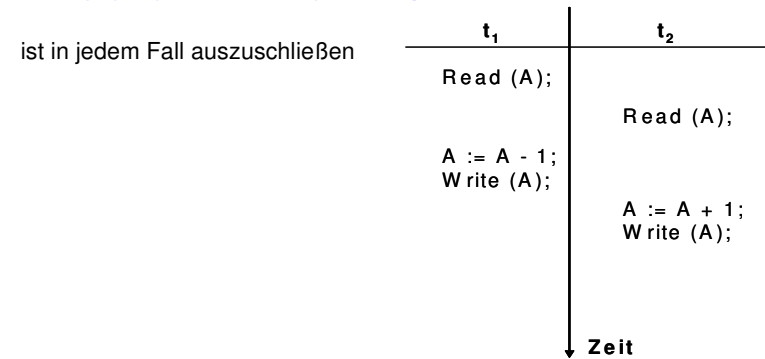 ist in jedem Fall auszuschließen
t1 t2
Read (A);
Read (A);
A := A - 1;
Write (A);
A := A + 1;
Write (A);
Zeit